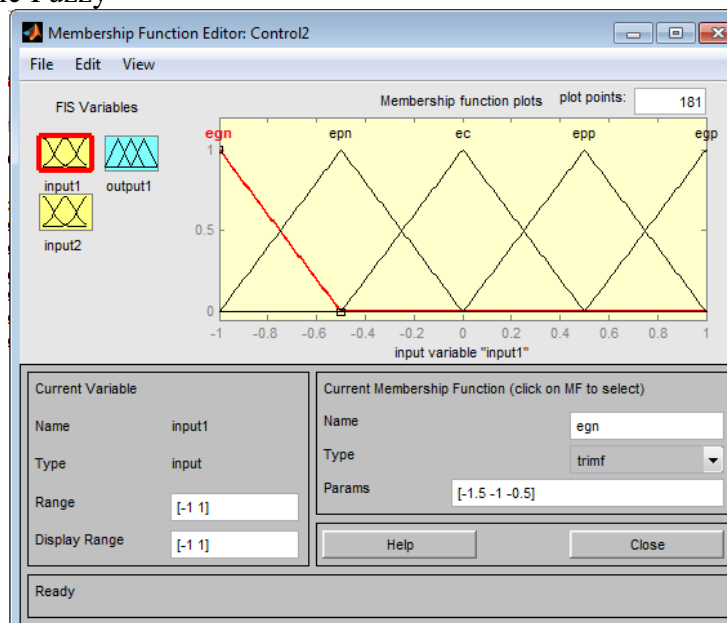 Fuzzy
Membership Function Editor: Control2
File Edit View
FIS Variables
Membership function plots plot points: 181
egn epn ec epp egp
1
input1 output1
0.5
input2
0
-1 -0.8 -0.6 -0.4 -0.2 0 0.2 0.4 0.6 0.8 1
input variable "input1"
Current Variable
Name input1
Type input
Range [-1 1]
Display Range [-1 1]
Current Membership Function (click on MF to select)
Name egn
Type trimf
Params [-1.5 -1 -0.5]
Help Close
Ready